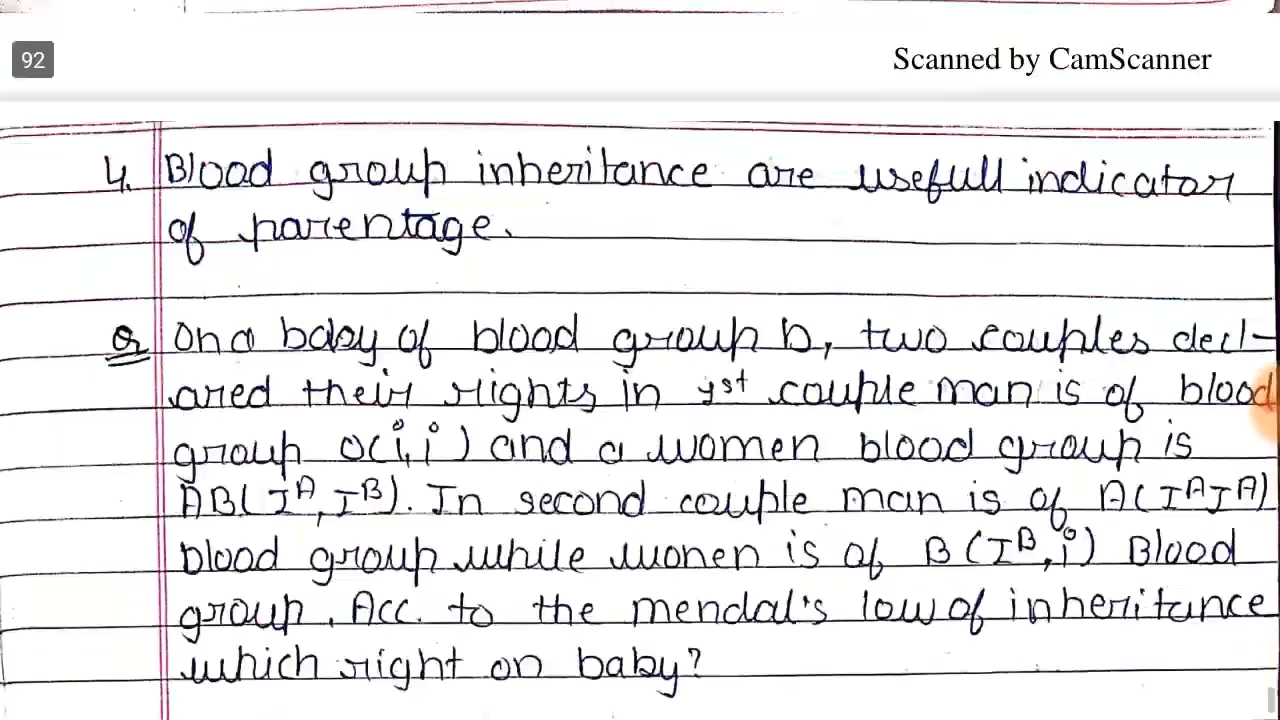 92
Scanned by CamScanner
4. Blood group inheritance are usefull indicator
of parentage.
Q On a baby of blood group b, two couples decl-
ared their rights in 1st couple man is of blood
group O(i,i) and a women blood group is
AB(IA,IB). In second couple man is of A(IAIA)
blood group while wonen is of B(IB,i) Blood
group. Acc. to the mendal's low of inheritance
which right on baby?